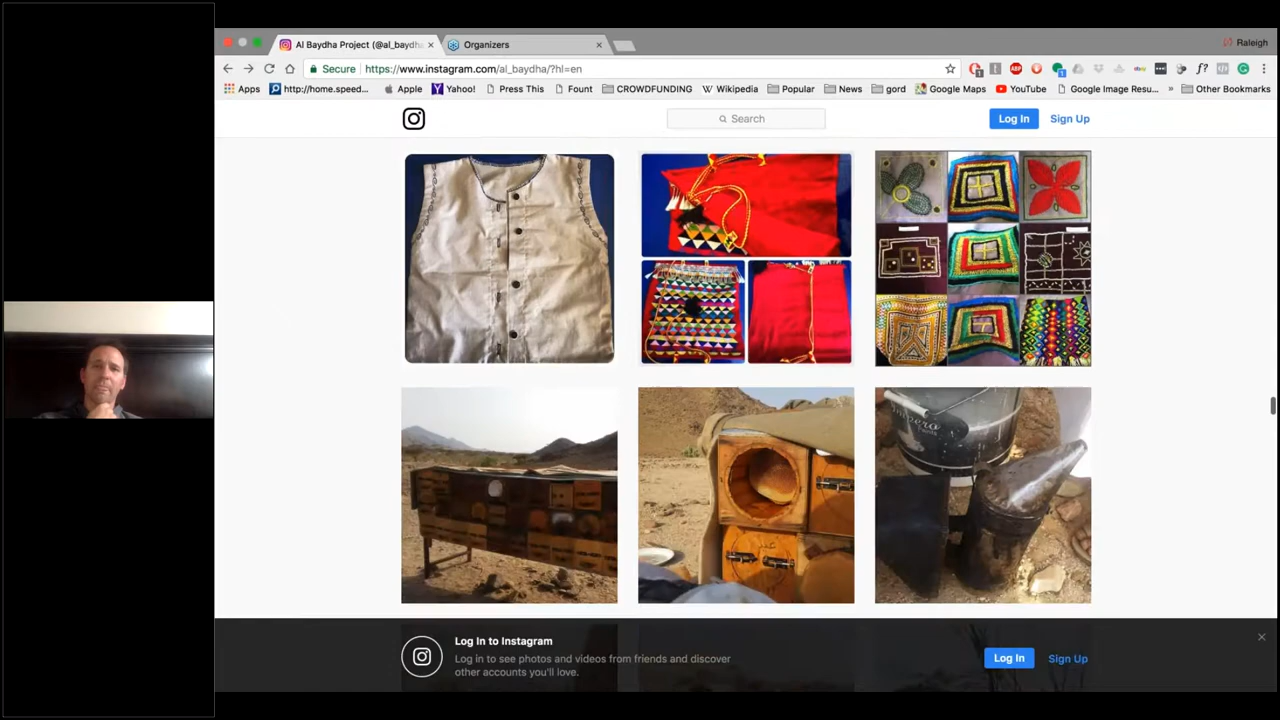 Al Baydha Project (@al_baydha
Organizers
Raleigh
Secure
https://www.instagram.com/al_baydha/?hl=en
Apps
http://home.speed...
Apple
Yahoo!
Press This
Fount
CROWDFUNDING
Wikipedia
Popular
News
gord
Google Maps
YouTube
Google Image Resu...
»
Other Bookmarks
Search
Log In
Sign Up
Log In to Instagram
Log in to see photos and videos from friends and discover
other accounts you'll love.
Log In
Sign Up